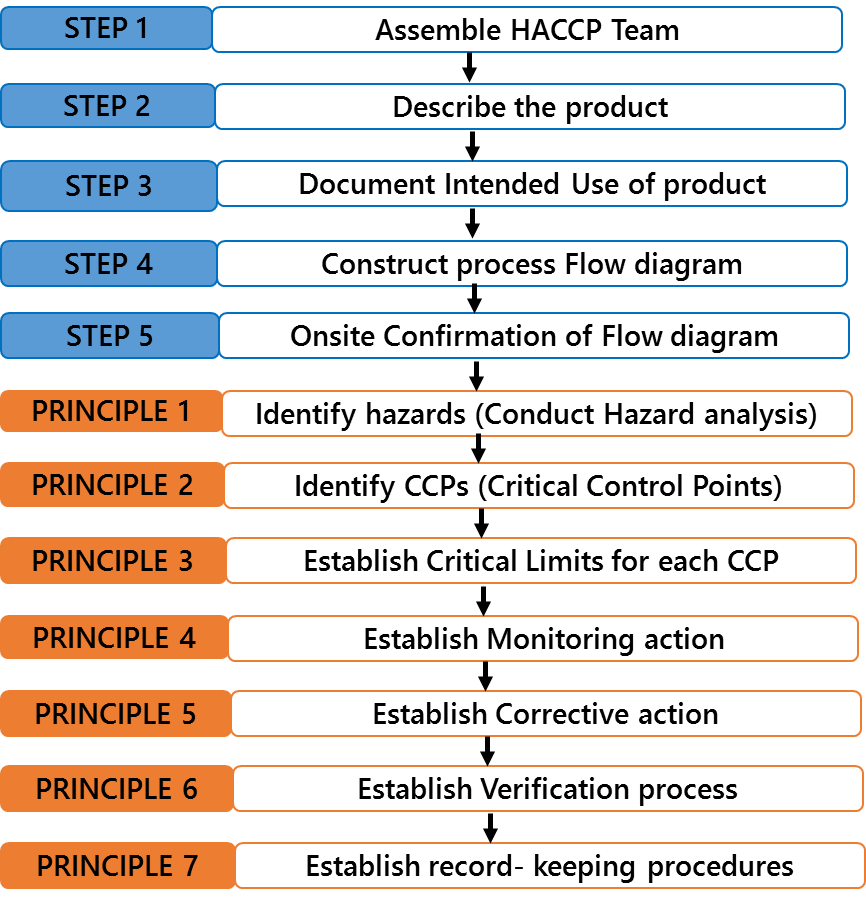 STEP 1
Assemble HACCP Team
STEP 2
Describe the product
STEP 3
Document Intended Use of product
STEP 4
Construct process Flow diagram
STEP 5
Onsite Confirmation of Flow diagram
PRINCIPLE 1
Identify hazards (Conduct Hazard analysis)
PRINCIPLE 2
Identify CCPs (Critical Control Points)
PRINCIPLE 3
Establish Critical Limits for each CCP
PRINCIPLE 4
Establish Monitoring action
PRINCIPLE 5
Establish Corrective action
PRINCIPLE 6
Establish Verification process
PRINCIPLE 7
Establish record- keeping procedures